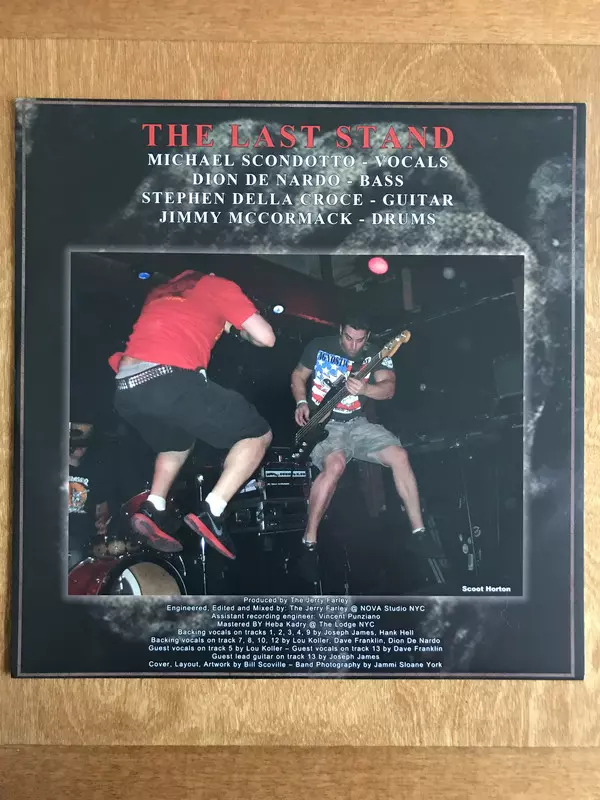 THE LAST STAND
MICHAEL SCONDOTTO - VOCALS
DION DE NARDO - BASS
STEPHEN DELLA CROCE - GUITAR
JIMMY MCCORMACK - DRUMS
Scoot Horton
Produced by The Jerry Farley
Engineered, Edited and Mixed by: The Jerry Farley @ NOVA Studio NYC
Assistant recording engineer: Vincent Punziano
Mastered BY Heba Kadry @ The Lodge NYC
Backing vocals on tracks 1, 2, 3, 4, 9 by Joseph James, Hank Hell
Backing vocals on track 7, 8, 10, 12 by Lou Koller, Dave Franklin, Dion De Nardo
Guest vocals on track 5 by Lou Koller – Guest vocals on track 13 by Dave Franklin
Guest lead guitar on track 13 by Joseph James
Cover, Layout, Artwork by Bill Scoville – Band Photography by Jammi Sloane York